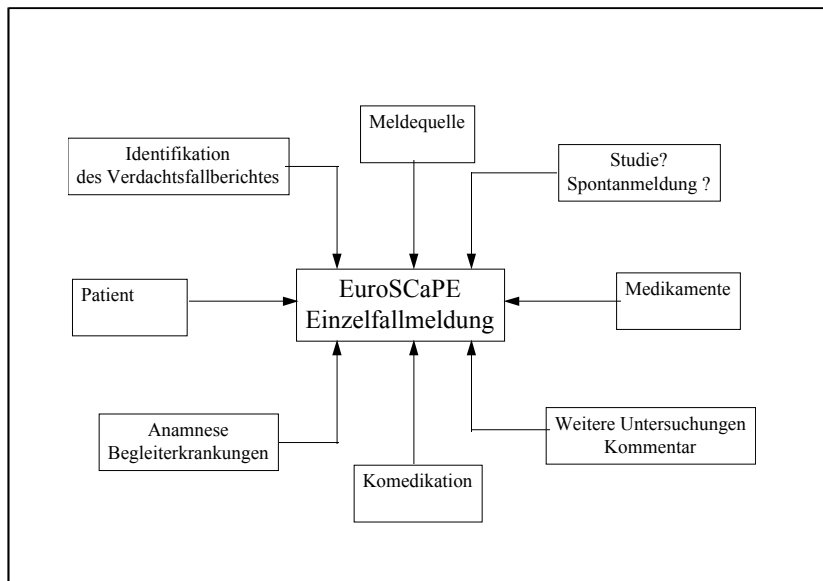 Meldequelle
Identifikation
des Verdachtsfallberichtes
Studie?
Spontanmeldung ?
Patient
EuroSCaPE
Einzelfallmeldung
Medikamente
Anamnese
Begleiterkrankungen
Komedikation
Weitere Untersuchungen
Kommentar